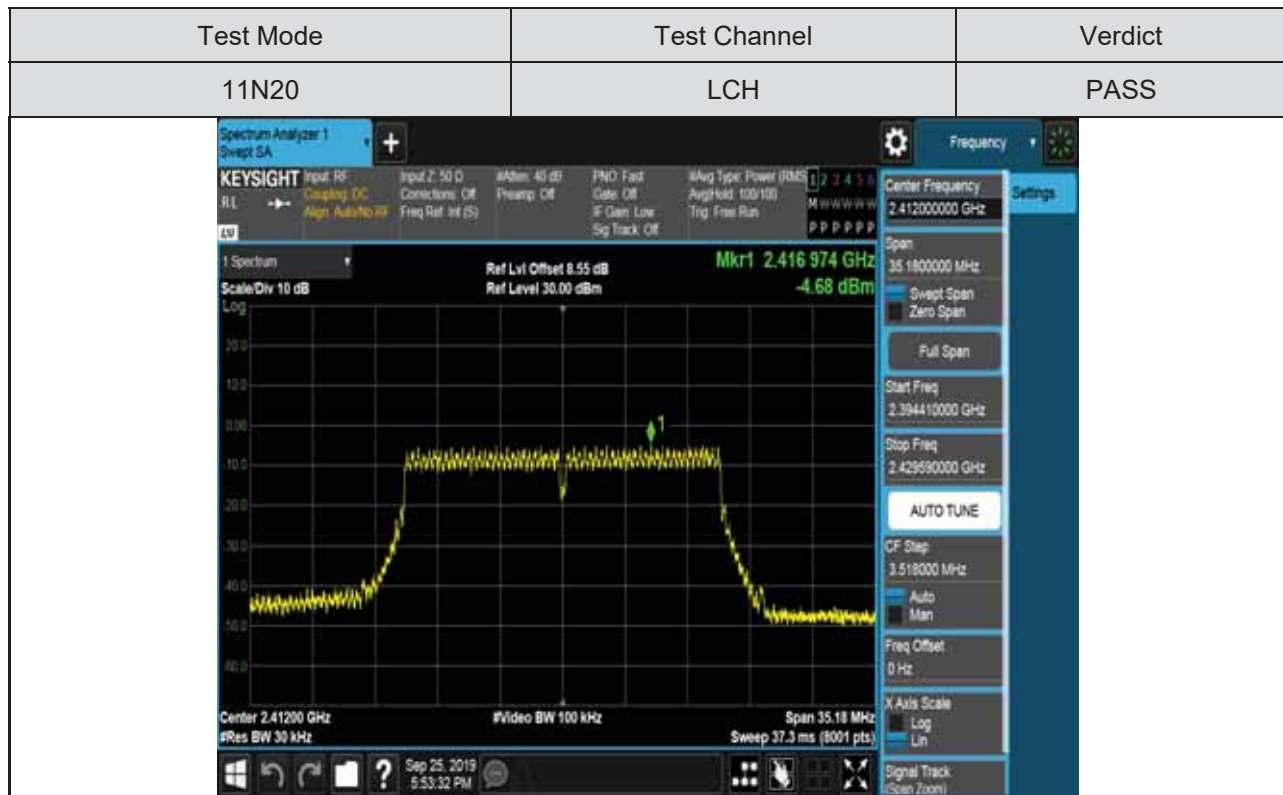 Test Mode Test Channel Verdict
11N20 LCH PASS
Spectrum Analyzer 1
Swept SA
+
Frequency
KEYSIGHT
RL
Input: RF
Coupling: DC
Align: Auto/No RF
Input Z: 50 Ω
Corrections: Off
Freq Ref: Int (S)
#Atten: 40 dB
Preamp: Off
PNO: Fast
Gate: Off
IF Gain: Low
Sig Track: Off
#Avg Type: Power (RMS
Avg|Hold: 100/100
Trig: Free Run
1 2 3 4 5 6
M W W W W W
P P P P P P
1 Spectrum
Scale/Div 10 dB
Ref Lvl Offset 8.55 dB
Ref Level 30.00 dBm
Mkr1 2.416 974 GHz
-4.68 dBm
Log
20.0
10.0
0.00
-10.0
-20.0
-30.0
-40.0
-50.0
-60.0
1
Center 2.41200 GHz
#Res BW 30 kHz
#Video BW 100 kHz
Span 35.18 MHz
Sweep 37.3 ms (8001 pts)
Center Frequency
2.412000000 GHz
Settings
Span
35.1800000 MHz
Swept Span
Zero Span
Full Span
Start Freq
2.394410000 GHz
Stop Freq
2.429590000 GHz
AUTO TUNE
CF Step
3.518000 MHz
Auto
Man
Freq Offset
0 Hz
X Axis Scale
Log
Lin
Signal Track
(Span Zoom)
?
Sep 25, 2019
5:53:32 PM